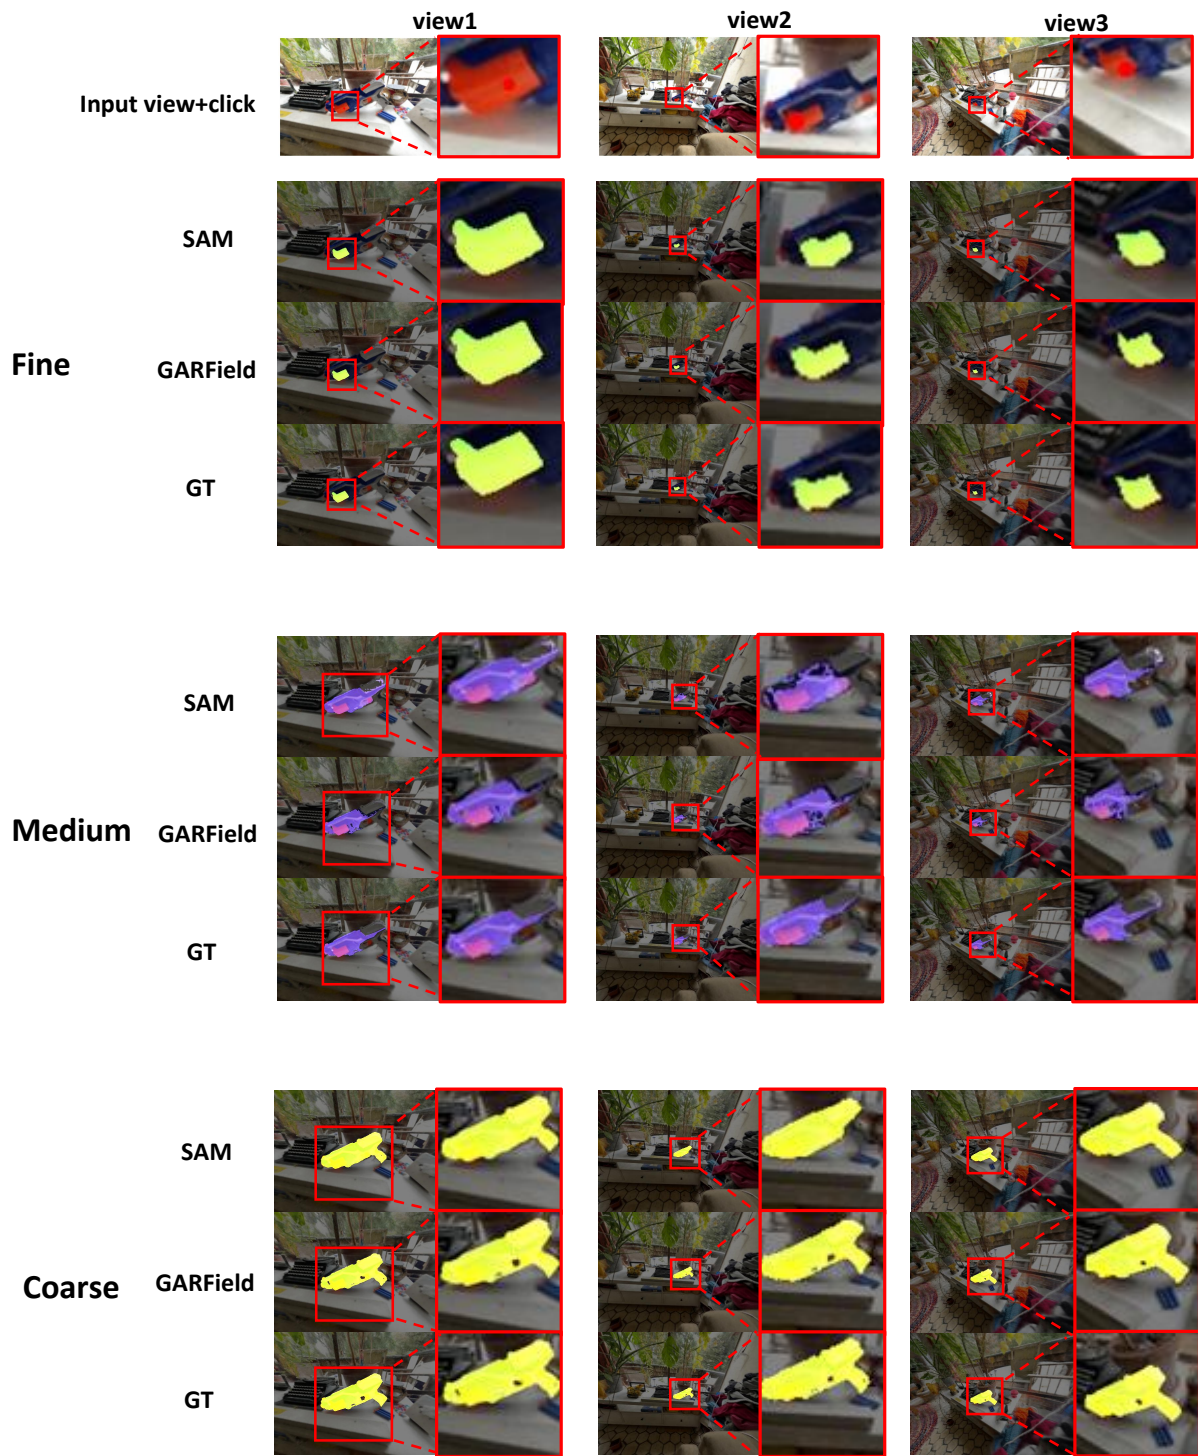 view1 view2 view3
Input view+click
SAM
Fine GARField
GT
SAM
Medium GARField
GT
SAM
Coarse GARField
GT